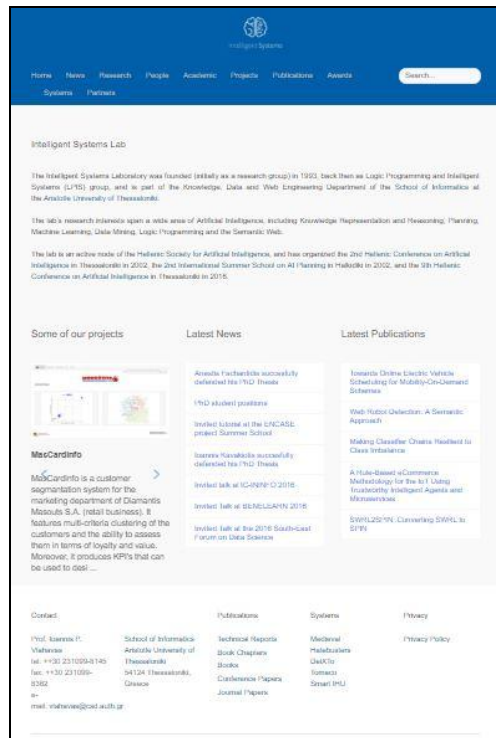 Intelligent Systems
Home News Research People Academic Projects Publications Awards
Search...
Systems Partners
Intelligent Systems Lab
The Intelligent Systems Laboratory was founded (initially as a research group) in 1993, back then as Logic Programming and Intelligent
Systems (LPIS) group, and is part of the Knowledge, Data and Web Engineering Department of the School of Informatics at
the Aristotle University of Thessaloniki.
The lab's research interests span a wide area of Artificial Intelligence, including Knowledge Representation and Reasoning, Planning,
Machine Learning, Data Mining, Logic Programming and the Semantic Web.
The lab is an active node of the Hellenic Society for Artificial Intelligence, and has organized the 2nd Hellenic Conference on Artificial
Intelligence in Thessaloniki in 2002, the 2nd International Summer School on AI Planning in Halkidiki in 2002, and the 9th Hellenic
Conference on Artificial Intelligence in Thessaloniki in 2016.
Some of our projects
MasCardInfo
MasCardInfo is a customer
segmantation system for the
marketing department of Diamantis
Masouts S.A. (retail business). It
features multi-criteria clustering of the
customers and the ability to assess
them in terms of loyalty and value.
Moreover, it produces KPI's that can
be used to desi ...
Latest News
Anestis Fachantidis succesfully
defended his PhD Thesis
PhD student positions
Invited tutorial at the ENCASE
project Summer School
Ioannis Kavakiotis succesfully
defended his PhD Thesis
Invited talk at IC-ININFO 2016
Invited Talk at BENELEARN 2016
Invited Talk at the 2016 South-East
Forum on Data Science
Latest Publications
Towards Online Electric Vehicle
Scheduling for Mobility-On-Demand
Schemes
Web Robot Detection: A Semantic
Approach
Making Classifier Chains Resilient to
Class Imbalance
A Rule-Based eCommerce
Methodology for the IoT Using
Trustworthy Intelligent Agents and
Microservices
SWRL2SPIN: Converting SWRL to
SPIN
Contact
Prof. Ioannis P.
Vlahavas
tel. ++30 231099-8145
fax. ++30 231099-
8362
e-
mail. vlahavas@csd.auth.gr
School of Informatics
Aristotle University of
Thessaloniki
54124 Thessaloniki,
Greece
Publications
Technical Reports
Book Chapters
Books
Conference Papers
Journal Papers
Systems
Medieval
Hatebusters
DeiXTo
Tomaco
Smart IHU
Privacy
Privacy Policy